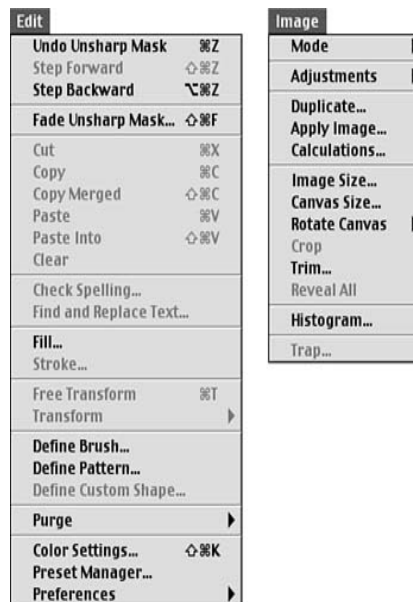 Edit
Undo Unsharp Mask ⌘Z
Step Forward ⇧⌘Z
Step Backward ⌥⌘Z
Fade Unsharp Mask... ⇧⌘F
Cut ⌘X
Copy ⌘C
Copy Merged ⇧⌘C
Paste ⌘V
Paste Into ⇧⌘V
Clear
Check Spelling...
Find and Replace Text...
Fill...
Stroke...
Free Transform ⌘T
Transform
Define Brush...
Define Pattern...
Define Custom Shape...
Purge
Color Settings... ⇧⌘K
Preset Manager...
Preferences
Image
Mode
Adjustments
Duplicate...
Apply Image...
Calculations...
Image Size...
Canvas Size...
Rotate Canvas
Crop
Trim...
Reveal All
Histogram...
Trap...